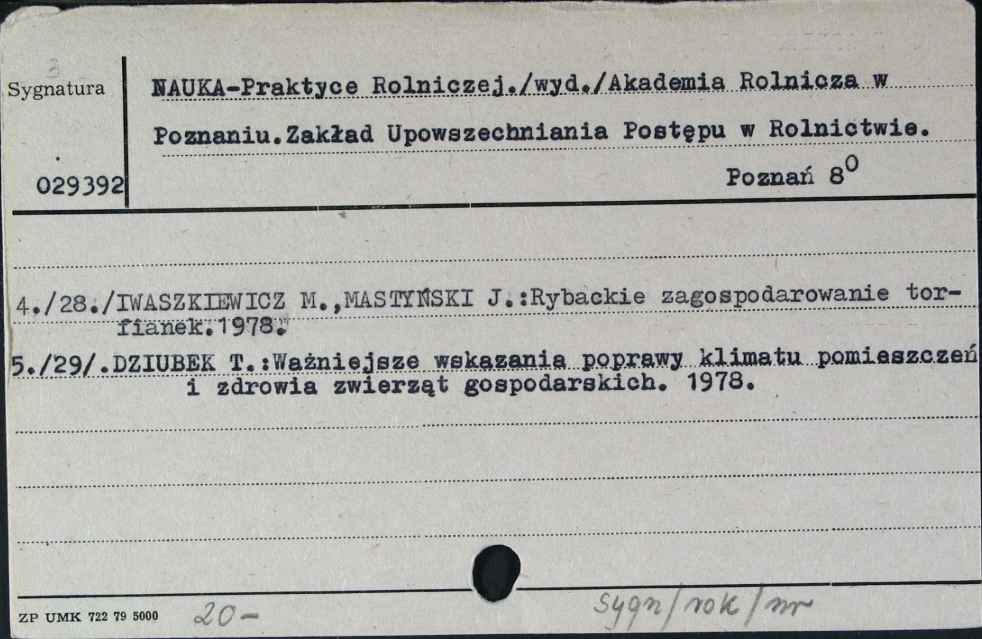 3
Sygnatura
NAUKA-Praktyce Rolniczej./wyd./Akademia Rolnicza w
Poznaniu.Zakład Upowszechniania Postępu w Rolnictwie.
029392
Poznań 8⁰
4./28./IWASZKIEWICZ M.,MASTYŃSKI J.:Rybackie zagospodarowanie tor-
fianek.1978.
5./29/.DZIUBEK T.:Ważniejsze wskazania poprawy klimatu pomieszczeń
i zdrowia zwierząt gospodarskich. 1978.
ZP UMK 722 79 5000
20-
sygn/rok/nr